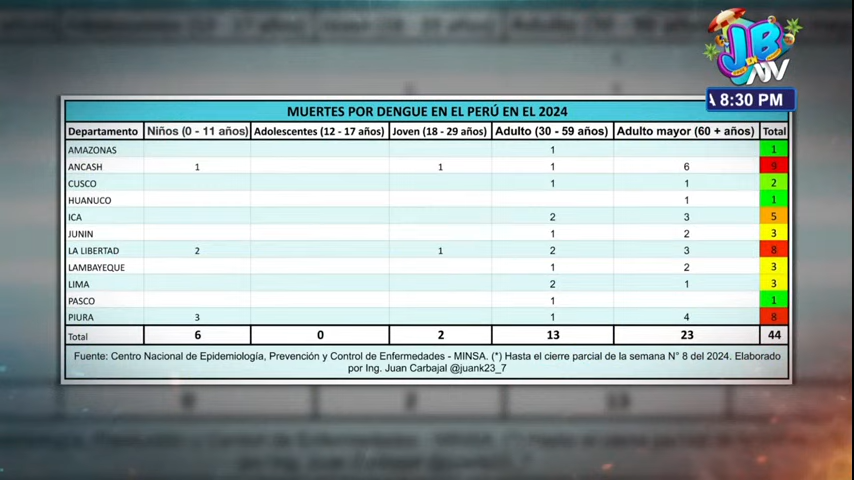 JB
TV
A 8:30 PM
MUERTES POR DENGUE EN EL PERÚ EN EL 2024
Departamento Niños (0 - 11 años) Adolescentes (12 - 17 años) Joven (18 - 29 años) Adulto (30 - 59 años) Adulto mayor (60 + años) Total
AMAZONAS 1 1
ANCASH 1 1 1 6 9
CUSCO 1 1 2
HUANUCO 1 1
ICA 2 3 5
JUNIN 1 2 3
LA LIBERTAD 2 1 2 3 8
LAMBAYEQUE 1 2 3
LIMA 2 1 3
PASCO 1 1
PIURA 3 1 4 8
Total 6 0 2 13 23 44
Fuente: Centro Nacional de Epidemiología, Prevención y Control de Enfermedades - MINSA. (*) Hasta el cierre parcial de la semana N° 8 del 2024. Elaborado
por Ing. Juan Carbajal @juank23_7